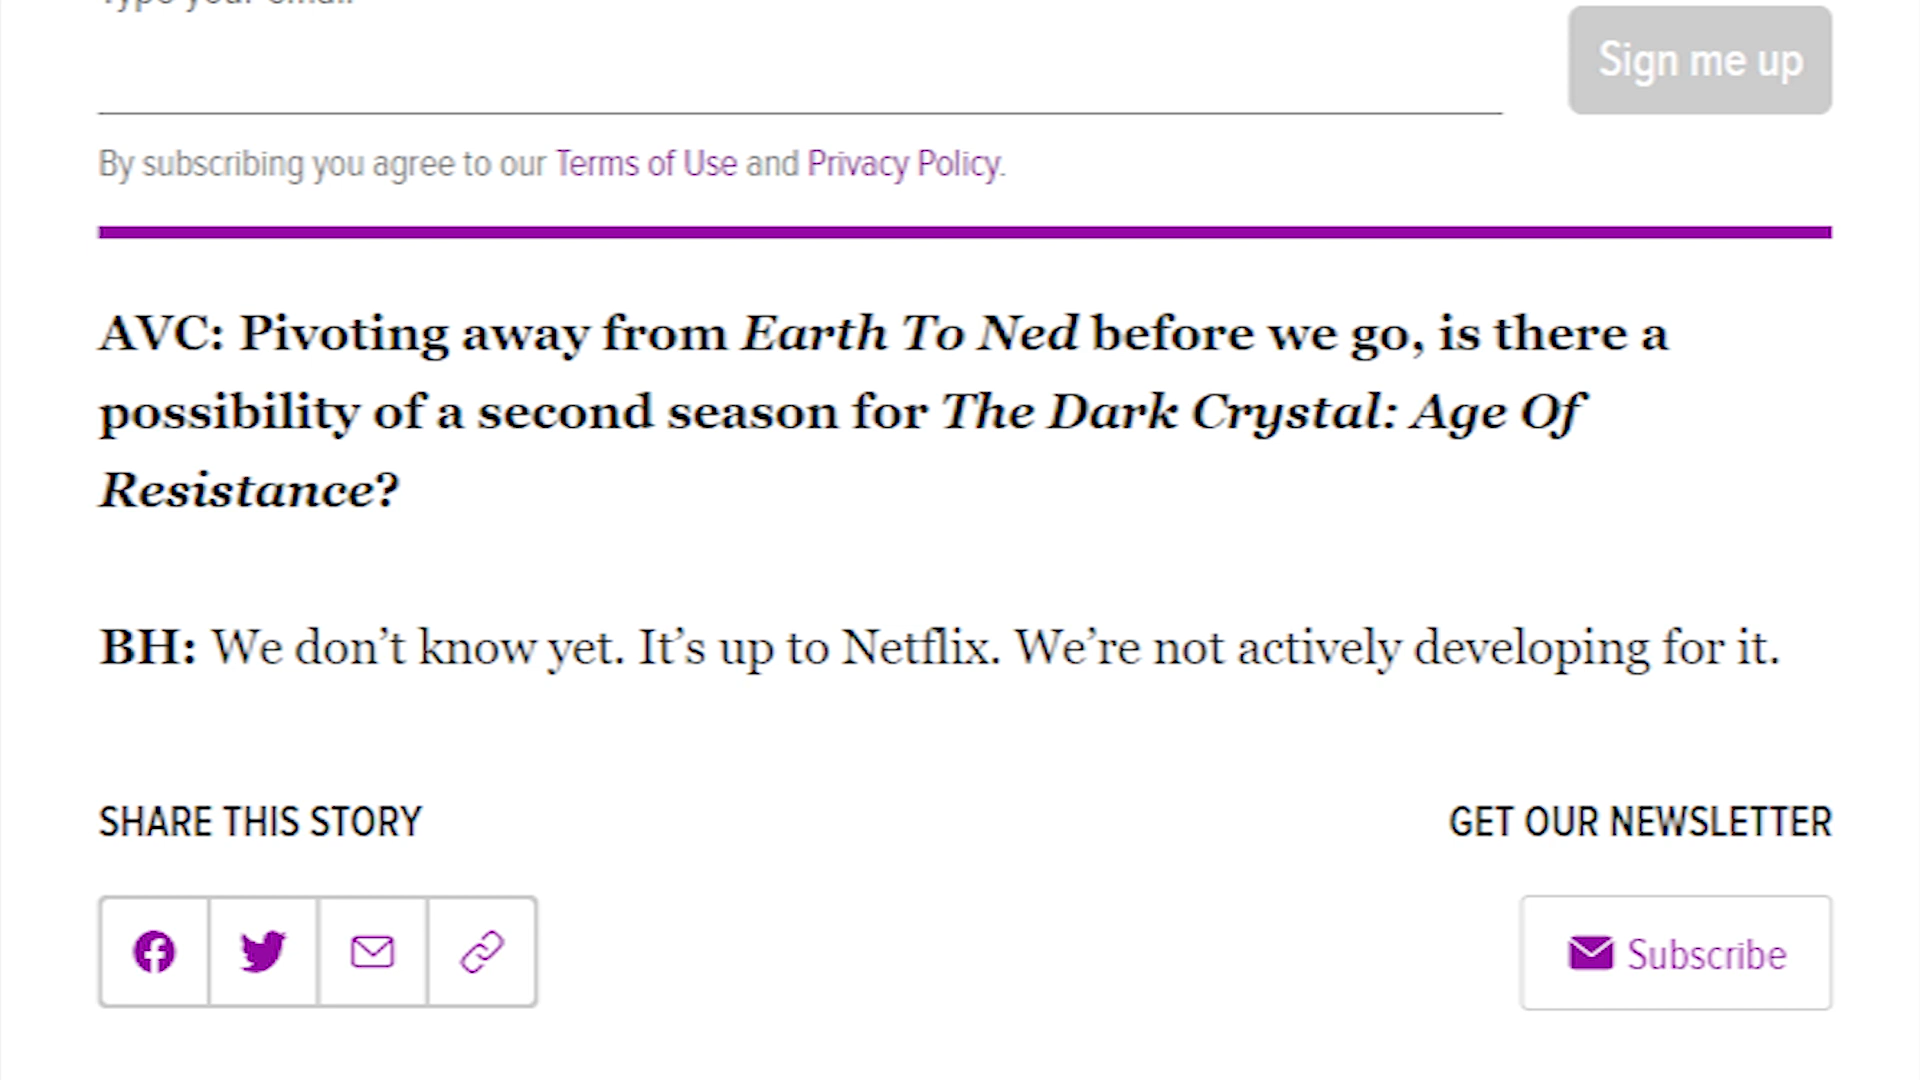 Type your email
Sign me up
By subscribing you agree to our Terms of Use and Privacy Policy.
AVC: Pivoting away from Earth To Ned before we go, is there a
possibility of a second season for The Dark Crystal: Age Of
Resistance?
BH: We don’t know yet. It’s up to Netflix. We’re not actively developing for it.
SHARE THIS STORY
GET OUR NEWSLETTER
Subscribe